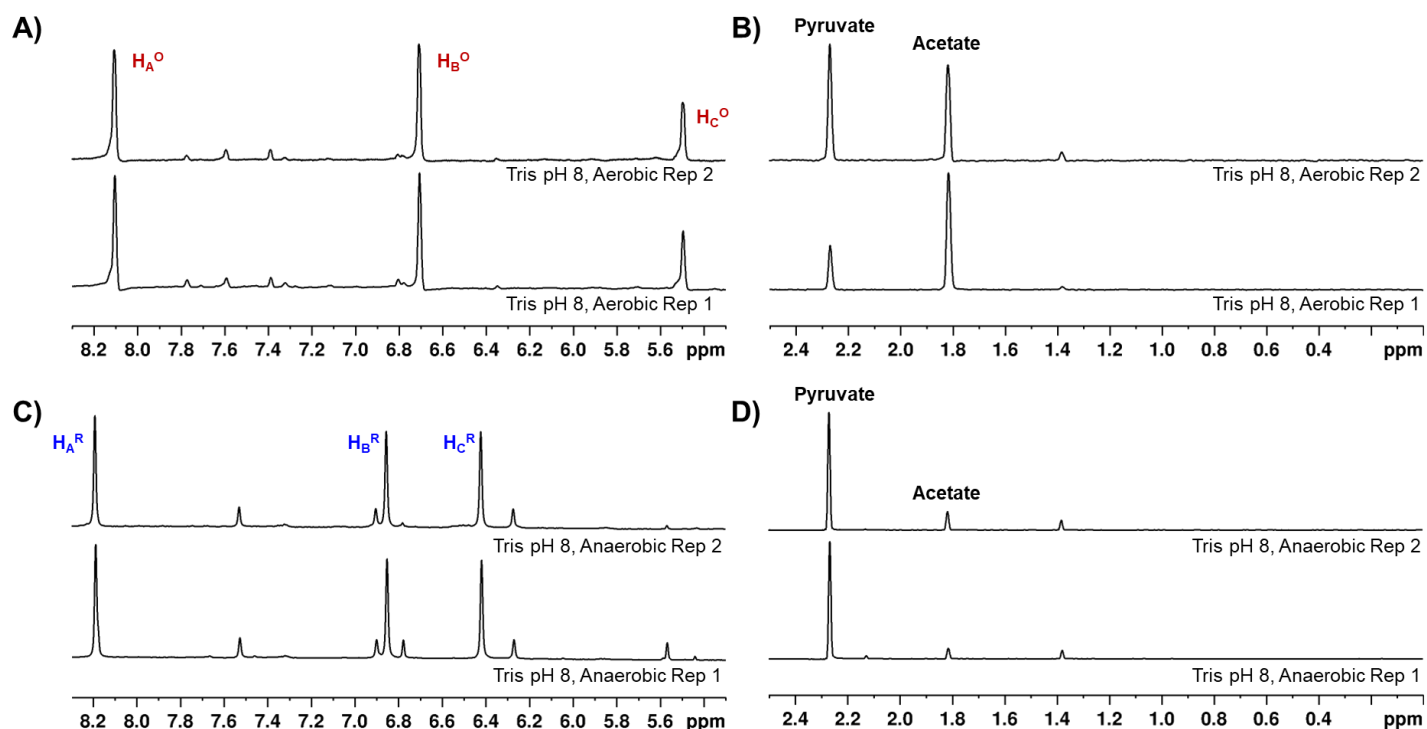 A)
H_A^O
H_B^O
H_C^O
Tris pH 8, Aerobic Rep 2
Tris pH 8, Aerobic Rep 1
8.2 8.0 7.8 7.6 7.4 7.2 7.0 6.8 6.6 6.4 6.2 6.0 5.8 5.6 ppm
B)
Pyruvate
Acetate
Tris pH 8, Aerobic Rep 2
Tris pH 8, Aerobic Rep 1
2.4 2.2 2.0 1.8 1.6 1.4 1.2 1.0 0.8 0.6 0.4 ppm
C)
H_A^R
H_B^R
H_C^R
Tris pH 8, Anaerobic Rep 2
Tris pH 8, Anaerobic Rep 1
8.2 8.0 7.8 7.6 7.4 7.2 7.0 6.8 6.6 6.4 6.2 6.0 5.8 5.6 ppm
D)
Pyruvate
Acetate
Tris pH 8, Anaerobic Rep 2
Tris pH 8, Anaerobic Rep 1
2.4 2.2 2.0 1.8 1.6 1.4 1.2 1.0 0.8 0.6 0.4 ppm